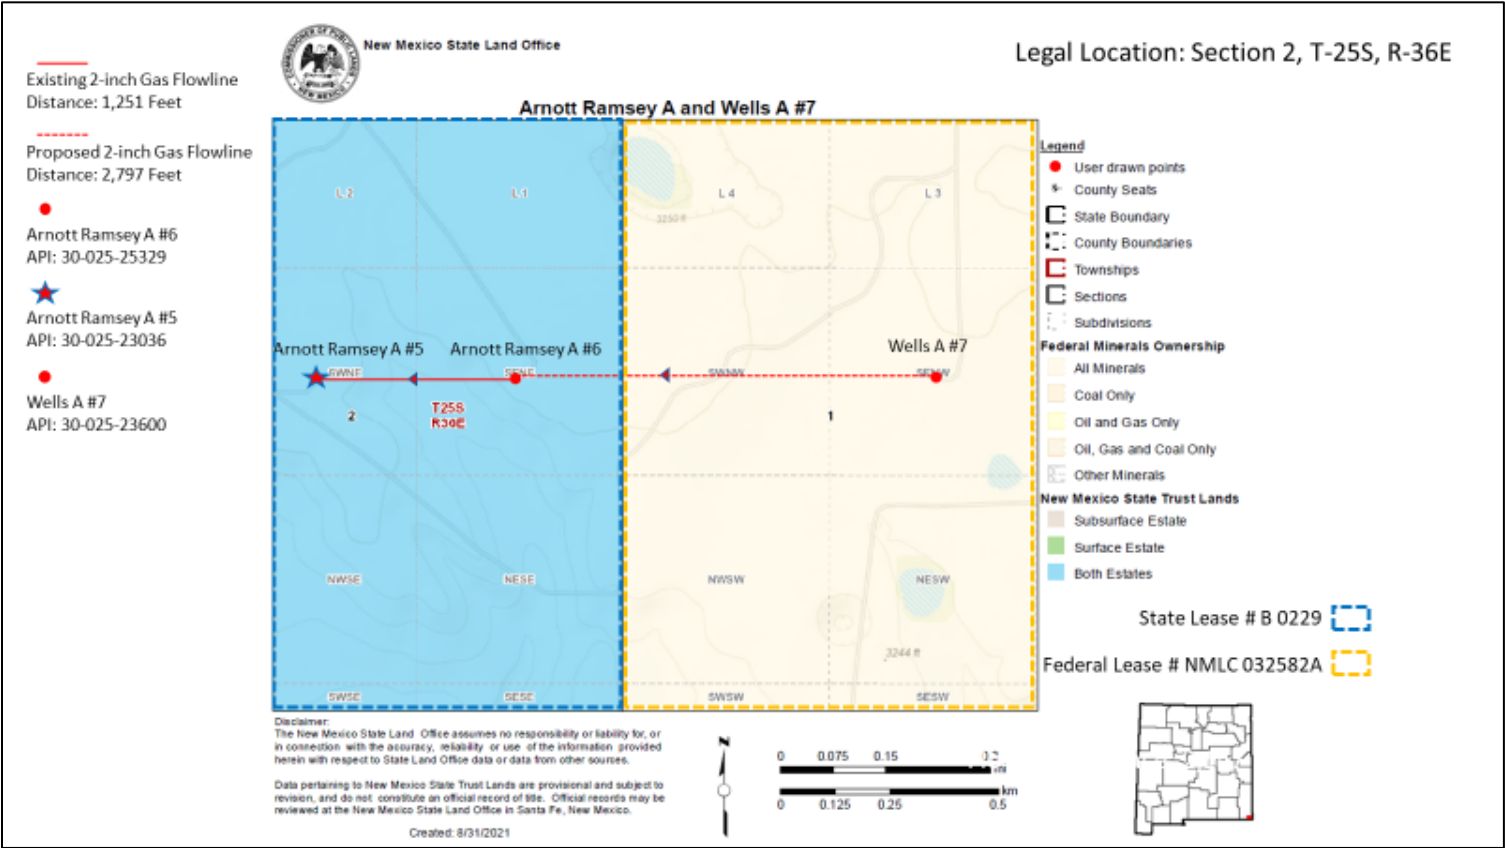 New Mexico State Land Office
COMMISSIONER OF PUBLIC LANDS
NEW MEXICO
Legal Location: Section 2, T-25S, R-36E
Existing 2-inch Gas Flowline
Distance: 1,251 Feet
Proposed 2-inch Gas Flowline
Distance: 2,797 Feet
Arnott Ramsey A #6
API: 30-025-25329
Arnott Ramsey A #5
API: 30-025-23036
Wells A #7
API: 30-025-23600
Arnott Ramsey A and Wells A #7
L 2
L 1
L 4
L 3
3250 ft
Arnott Ramsey A #5
Arnott Ramsey A #6
Wells A #7
SWNE
SENE
SWNW
SENW
2
T25S
R36E
1
NWSE
NESE
NWSW
NESW
3244 ft
SWSE
SESE
SWSW
SESW
Legend
User drawn points
County Seats
State Boundary
County Boundaries
Townships
Sections
Subdivisions
Federal Minerals Ownership
All Minerals
Coal Only
Oil and Gas Only
Oil, Gas and Coal Only
Other Minerals
New Mexico State Trust Lands
Subsurface Estate
Surface Estate
Both Estates
State Lease # B 0229
Federal Lease # NMLC 032582A
Disclaimer:
The New Mexico State Land Office assumes no responsibility or liability for, or
in connection with the accuracy, reliability or use of the information provided
herein with respect to State Land Office data or data from other sources.
Data pertaining to New Mexico State Trust Lands are provisional and subject to
revision, and do not constitute an official record of title. Official records may be
reviewed at the New Mexico State Land Office in Santa Fe, New Mexico.
Created: 8/31/2021
N
0 0.075 0.15
mi
km
0 0.125 0.25 0.5